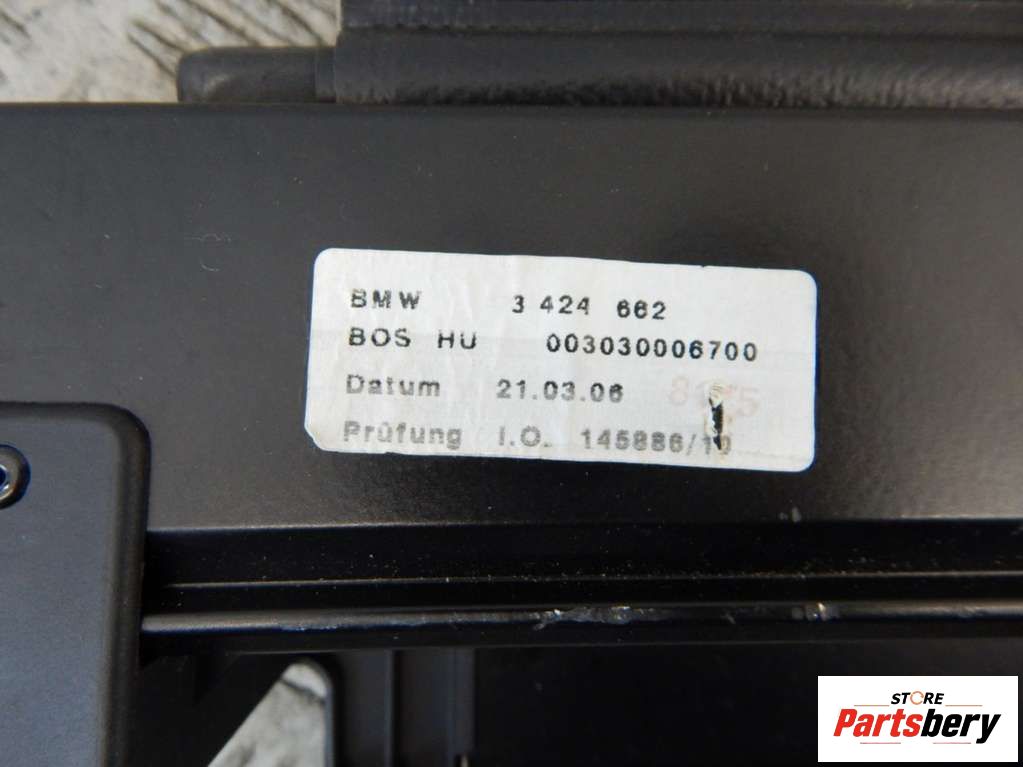 BMW 3 424 662
BOS HU 003030006700
Datum 21.03.06
Prüfung I.O. 145886/10
STORE
Partsbery